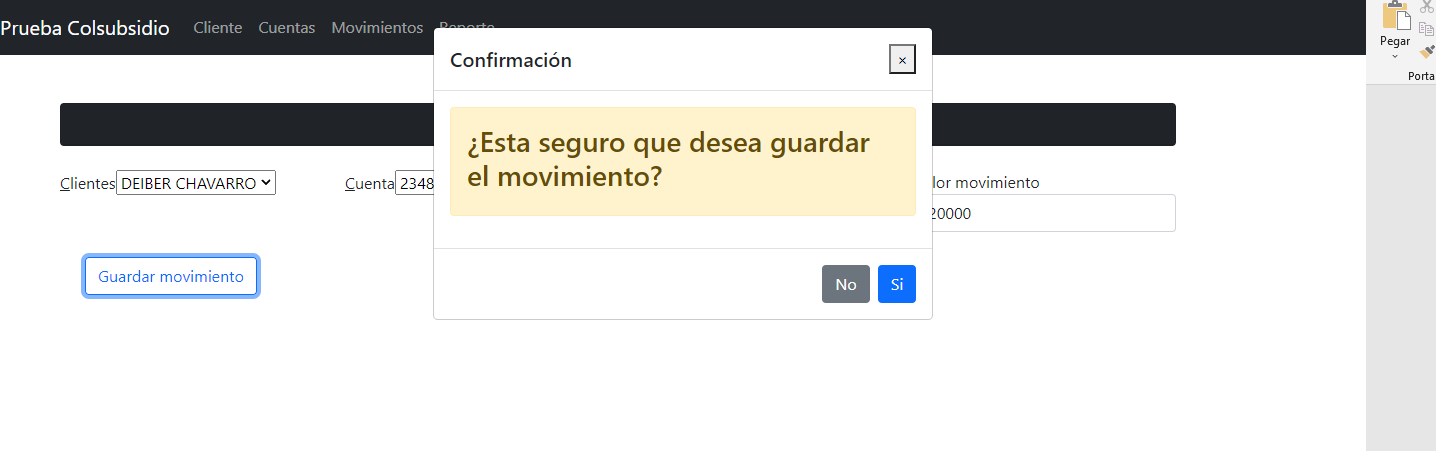 Prueba Colsubsidio Cliente Cuentas Movimientos Reporte
Pegar
Porta
Confirmación
×
¿Esta seguro que desea guardar
el movimiento?
Clientes DEIBER CHAVARRO Cuenta 2348 lor movimiento
20000
Guardar movimiento
No Si